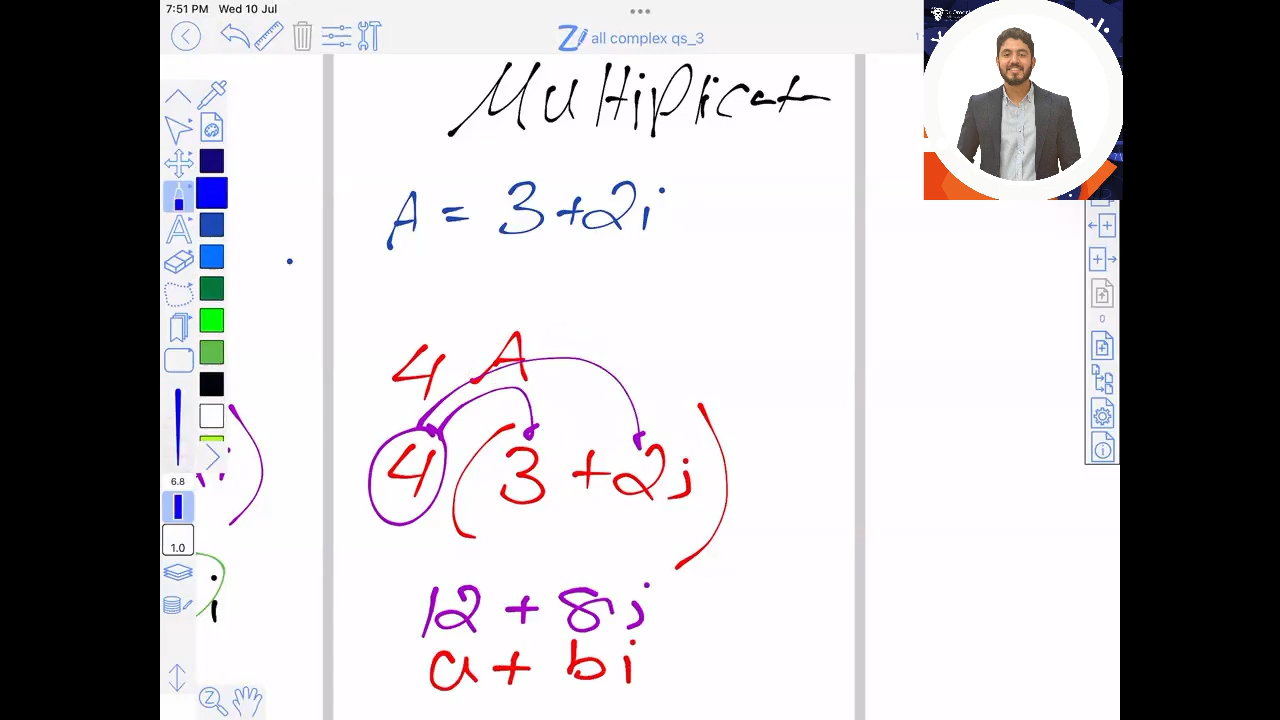 7:51 PM Wed 10 Jul
all complex qs_3
Multiplicat
A = 3+2i
4 A
4 (3 + 2i)
12 + 8i
a + bi
6.8
1.0
0